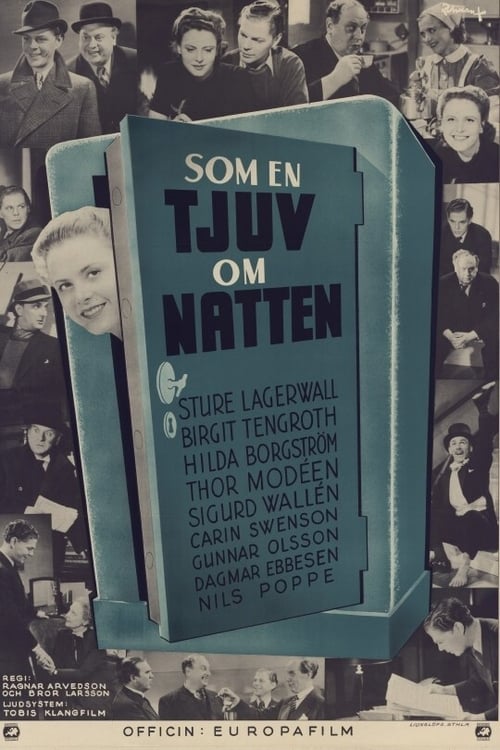 SOM EN
TJUV
OM
NATTEN
STURE LAGERWALL
BIRGIT TENGROTH
HILDA BORGSTRÖM
THOR MODÉEN
SIGURD WALLÉN
CARIN SWENSON
GUNNAR OLSSON
DAGMAR EBBESEN
NILS POPPE
REGI:
RAGNAR ARVEDSON
OCH BROR LARSSON
LJUDSYSTEM:
TOBIS KLANGFILM
OFFICIN: EUROPAFILM